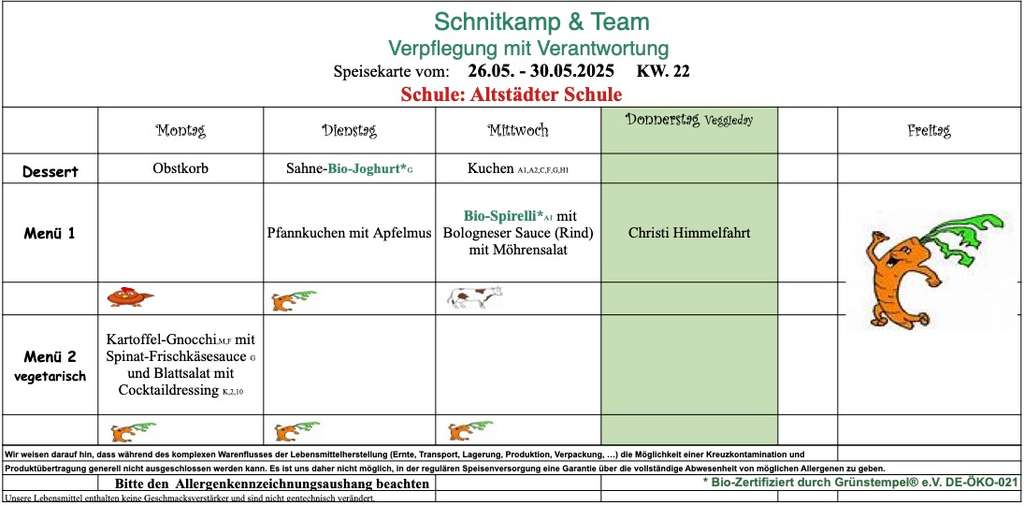 Schnitkamp & Team
Verpflegung mit Verantwortung
Speisekarte vom: 26.05. - 30.05.2025 KW. 22
Schule: Altstädter Schule
Montag Dienstag Mittwoch Donnerstag Veggieday Freitag
Dessert Obstkorb Sahne-Bio-Joghurt*G Kuchen A1,A2,C,F,G,H1
Menü 1 Pfannkuchen mit Apfelmus
Bio-Spirelli*A1 mit
Bologneser Sauce (Rind)
mit Möhrensalat
Christi Himmelfahrt
Menü 2
vegetarisch
Kartoffel-Gnocchi,M,F mit
Spinat-Frischkäsesauce G
und Blattsalat mit
Cocktaildressing K,2,10
Wir weisen darauf hin, dass während des komplexen Warenflusses der Lebensmittelherstellung (Ernte, Transport, Lagerung, Produktion, Verpackung, …) die Möglichkeit einer Kreuzkontamination und
Produktübertragung generell nicht ausgeschlossen werden kann. Es ist uns daher nicht möglich, in der regulären Speisenversorgung eine Garantie über die vollständige Abwesenheit von möglichen Allergenen zu geben.
Bitte den Allergenkennzeichnungsaushang beachten
* Bio-Zertifiziert durch Grünstempel® e.V. DE-ÖKO-021
Unsere Lebensmittel enthalten keine Geschmacksverstärker und sind nicht gentechnisch verändert.